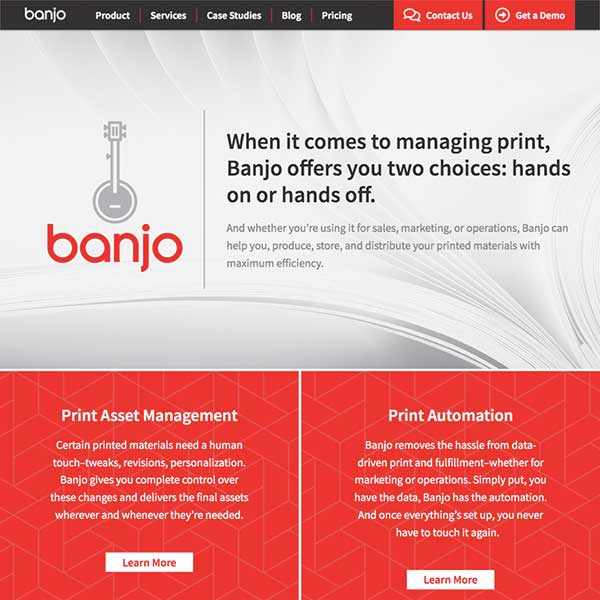 banjo
Product Services Case Studies Blog Pricing Contact Us Get a Demo
When it comes to managing print,
Banjo offers you two choices: hands
on or hands off.
banjo
And whether you're using it for sales, marketing, or operations, Banjo can
help you, produce, store, and distribute your printed materials with
maximum efficiency.
Print Asset Management
Certain printed materials need a human
touch–tweaks, revisions, personalization.
Banjo gives you complete control over
these changes and delivers the final assets
wherever and whenever they're needed.
Learn More
Print Automation
Banjo removes the hassle from data-
driven print and fulfillment–whether for
marketing or operations. Simply put, you
have the data, Banjo has the automation.
And once everything's set up, you never
have to touch it again.
Learn More